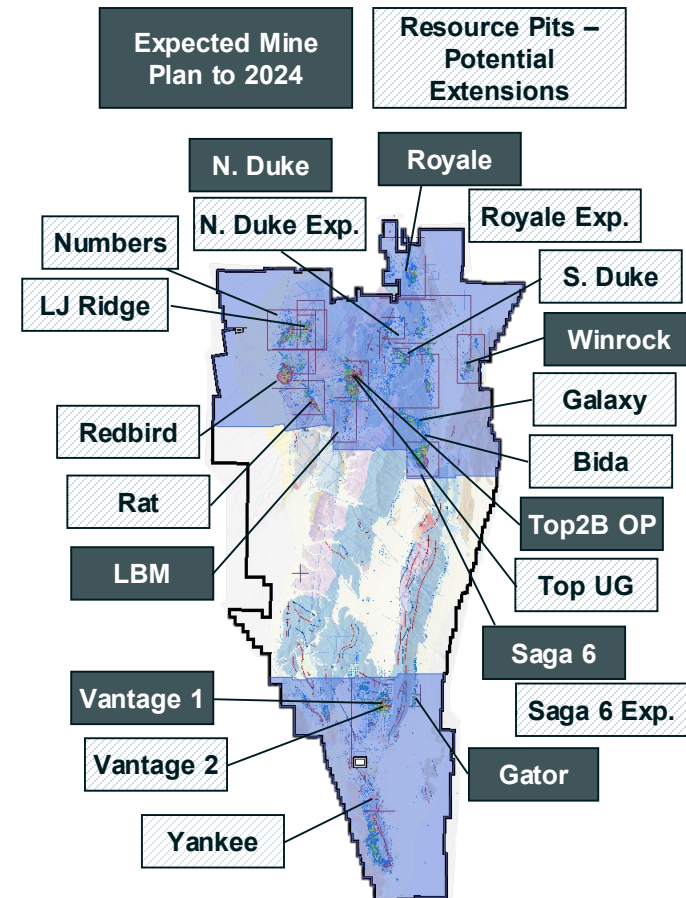 Expected Mine
Plan to 2024
Resource Pits –
Potential
Extensions
N. Duke
Royale
N. Duke Exp.
Royale Exp.
Numbers
S. Duke
LJ Ridge
Winrock
Galaxy
Redbird
Bida
Rat
Top2B OP
LBM
Top UG
Saga 6
Vantage 1
Saga 6 Exp.
Vantage 2
Gator
Yankee